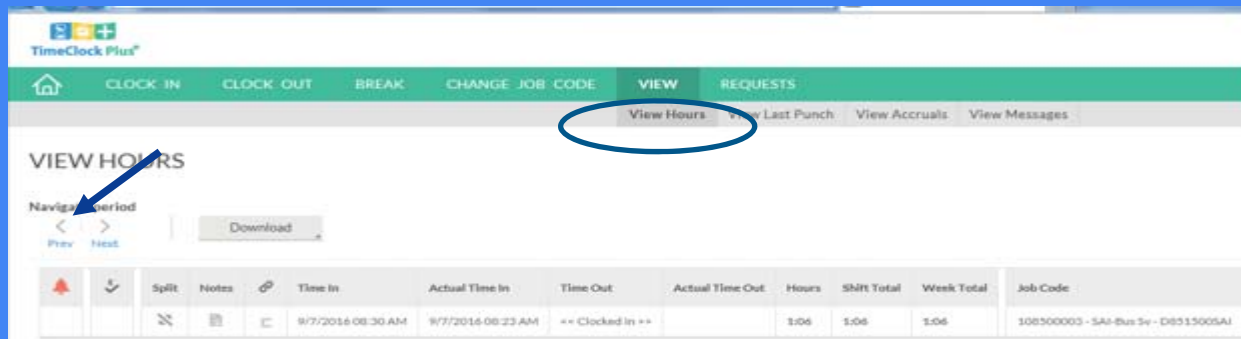 TimeClock Plus®
CLOCK IN CLOCK OUT BREAK CHANGE JOB CODE VIEW REQUESTS
View Hours View Last Punch View Accruals View Messages
VIEW HOURS
Navigate period
Prev Next Download
Split Notes Time In Actual Time In Time Out Actual Time Out Hours Shift Total Week Total Job Code
9/7/2016 08:30 AM 9/7/2016 08:23 AM << Clocked In >> 1:06 1:06 1:06 108500003 - SAI-Bus Sv - D851500SAI